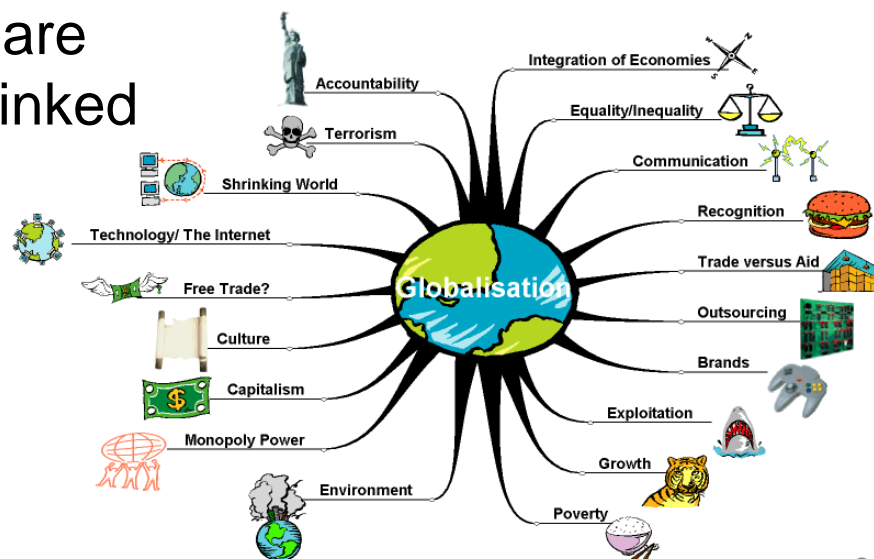 are
inked
Accountability
Terrorism
Shrinking World
Technology/ The Internet
Free Trade?
Culture
Capitalism
Monopoly Power
Environment
Globalisation
Integration of Economies
Equality/Inequality
Communication
Recognition
Trade versus Aid
Outsourcing
Brands
Exploitation
Growth
Poverty
N
W
E
S
$